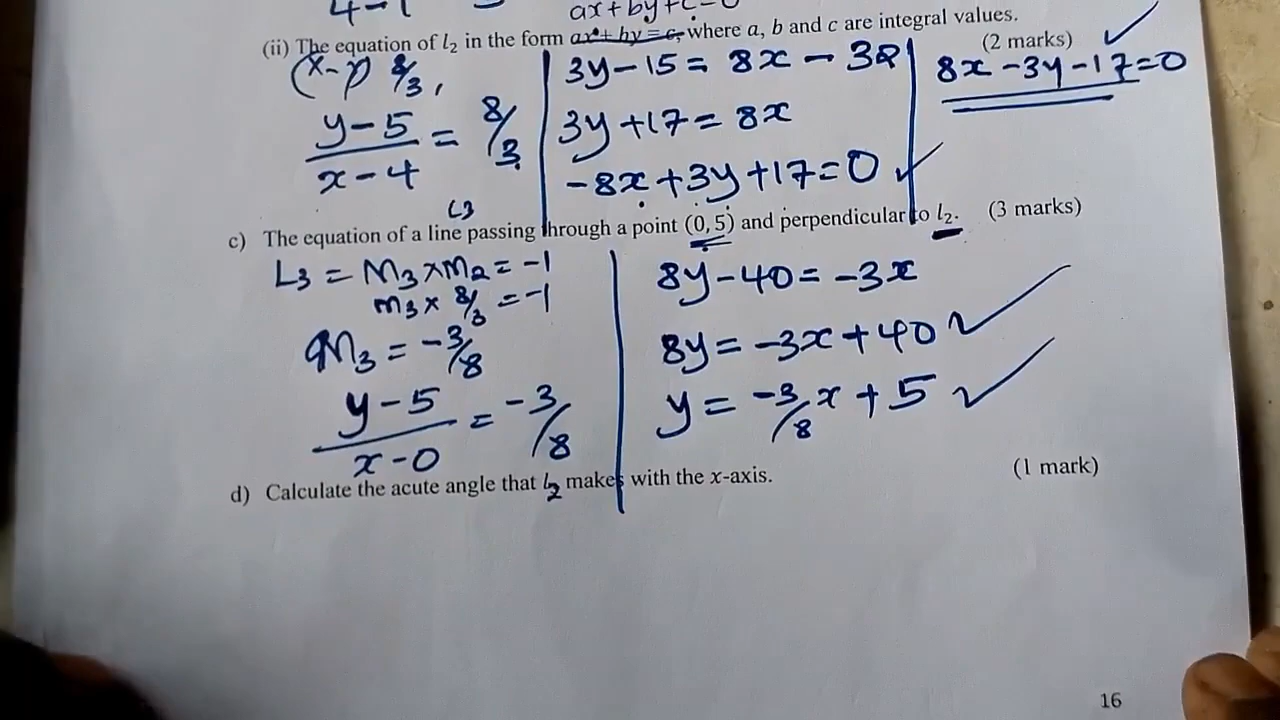 4-1
ax+by+c=0
(ii) The equation of l₂ in the form ax + by = c, where a, b and c are integral values.
(2 marks)
8/3,
y-5/x-4 = 8/3
3y-15 = 8x-32
3y+17 = 8x
-8x+3y+17=0
8x-3y-17=0
L3
c) The equation of a line passing through a point (0, 5) and perpendicular to l₂. (3 marks)
L3 = M3 x M2 = -1
m3 x 8/3 = -1
M3 = -3/8
y-5/x-0 = -3/8
8y-40 = -3x
8y = -3x+40
y = -3/8 x + 5
d) Calculate the acute angle that l₂ makes with the x-axis. (1 mark)
16